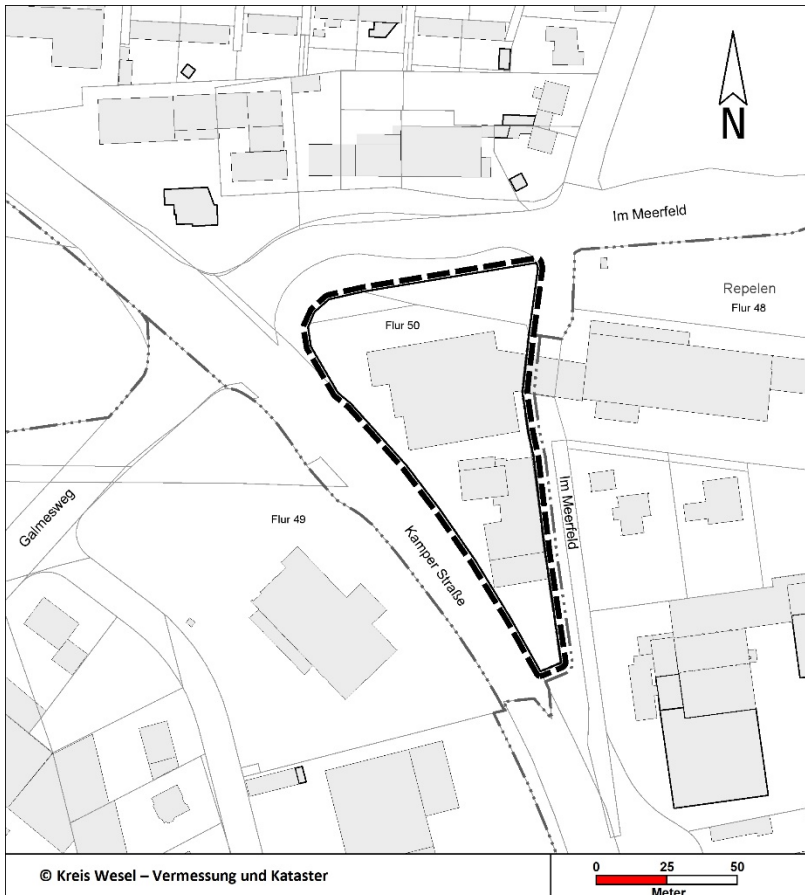 N
Im Meerfeld
Repelen
Flur 48
Flur 50
Im Meerfeld
Galmesweg
Flur 49
Kamper Straße
© Kreis Wesel – Vermessung und Kataster
0 25 50
Meter